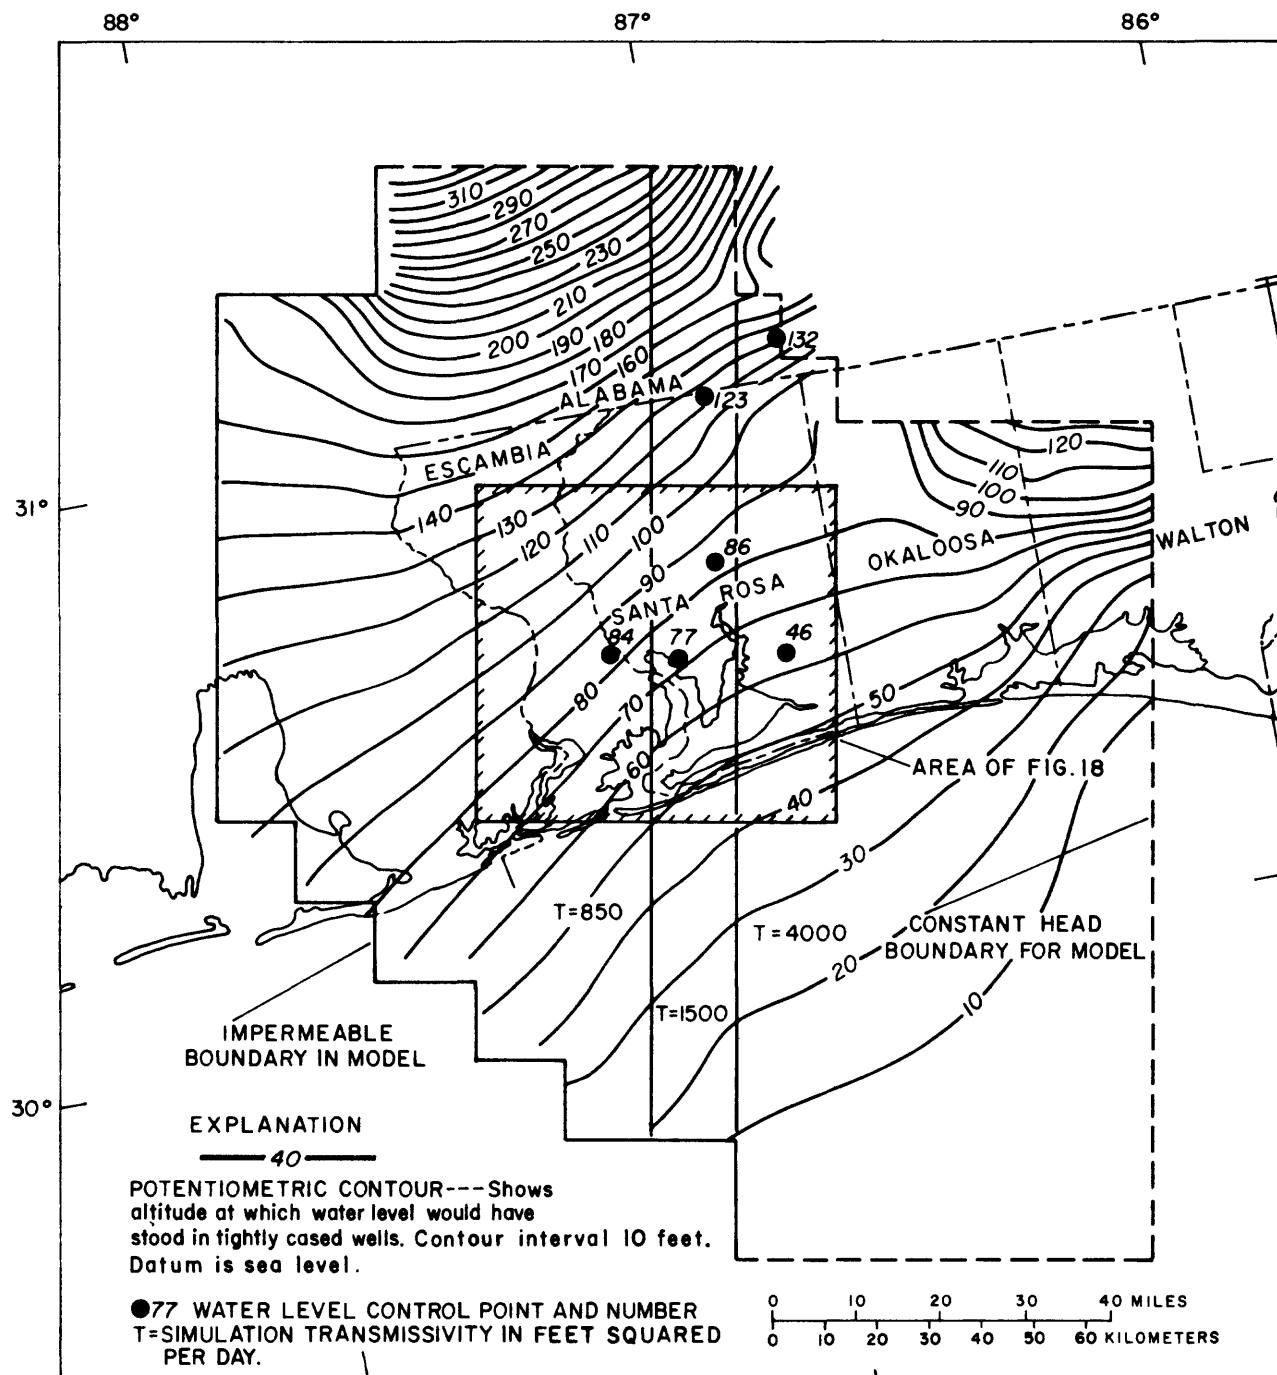 88°
87°
86°
310
290
270
250
230
210
200
190
180
170
160
132
ALABAMA
123
120
ESCAMBIA
110
100
90
31°
140
130
120
110
100
90
86
OKALOOSA
WALTON
SANTA
ROSA
84
77
46
80
70
60
50
AREA OF FIG.18
40
30
T=850
T=4000
CONSTANT HEAD
BOUNDARY FOR MODEL
20
10
T=1500
IMPERMEABLE
BOUNDARY IN MODEL
30°
EXPLANATION
40
POTENTIOMETRIC CONTOUR---Shows
altitude at which water level would have
stood in tightly cased wells. Contour interval 10 feet.
Datum is sea level.
77 WATER LEVEL CONTROL POINT AND NUMBER
T=SIMULATION TRANSMISSIVITY IN FEET SQUARED
PER DAY.
0 10 20 30 40 MILES
0 10 20 30 40 50 60 KILOMETERS